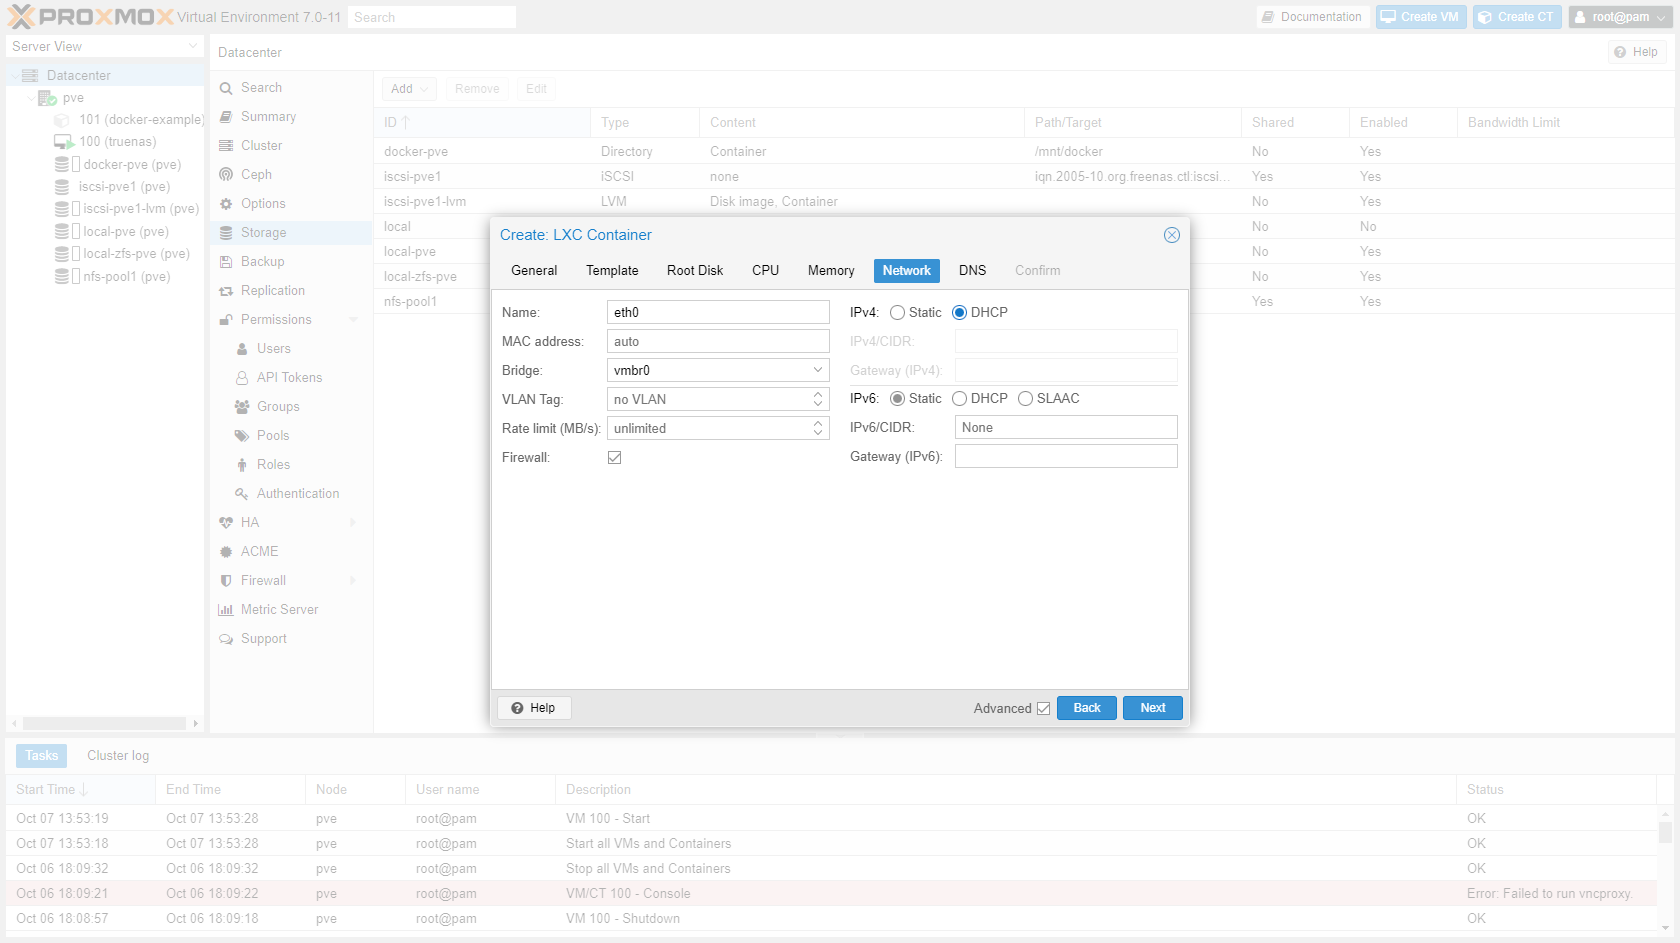 PROXMOX Virtual Environment 7.0-11 Search Documentation Create VM Create CT root@pam
Server View
Datacenter
pve
101 (docker-example)
100 (truenas)
docker-pve (pve)
iscsi-pve1 (pve)
iscsi-pve1-lvm (pve)
local-pve (pve)
local-zfs-pve (pve)
nfs-pool1 (pve)
Datacenter Help
Search
Summary
Cluster
Ceph
Options
Storage
Backup
Replication
Permissions
Users
API Tokens
Groups
Pools
Roles
Authentication
HA
ACME
Firewall
Metric Server
Support
Add Remove Edit
ID Type Content Path/Target Shared Enabled Bandwidth Limit
docker-pve Directory Container /mnt/docker No Yes
iscsi-pve1 iSCSI none iqn.2005-10.org.freenas.ctl:iscsi... Yes Yes
iscsi-pve1-lvm LVM Disk image, Container No Yes
local No No
local-pve No Yes
local-zfs-pve No Yes
nfs-pool1 Yes Yes
Create: LXC Container
General Template Root Disk CPU Memory Network DNS Confirm
Name: eth0
MAC address: auto
Bridge: vmbr0
VLAN Tag: no VLAN
Rate limit (MB/s): unlimited
Firewall:
IPv4: Static DHCP
IPv4/CIDR:
Gateway (IPv4):
IPv6: Static DHCP SLAAC
IPv6/CIDR: None
Gateway (IPv6):
Help Advanced Back Next
Tasks Cluster log
Start Time End Time Node User name Description Status
Oct 07 13:53:19 Oct 07 13:53:28 pve root@pam VM 100 - Start OK
Oct 07 13:53:18 Oct 07 13:53:28 pve root@pam Start all VMs and Containers OK
Oct 06 18:09:32 Oct 06 18:09:32 pve root@pam Stop all VMs and Containers OK
Oct 06 18:09:21 Oct 06 18:09:22 pve root@pam VM/CT 100 - Console Error: Failed to run vncproxy.
Oct 06 18:08:57 Oct 06 18:09:18 pve root@pam VM 100 - Shutdown OK